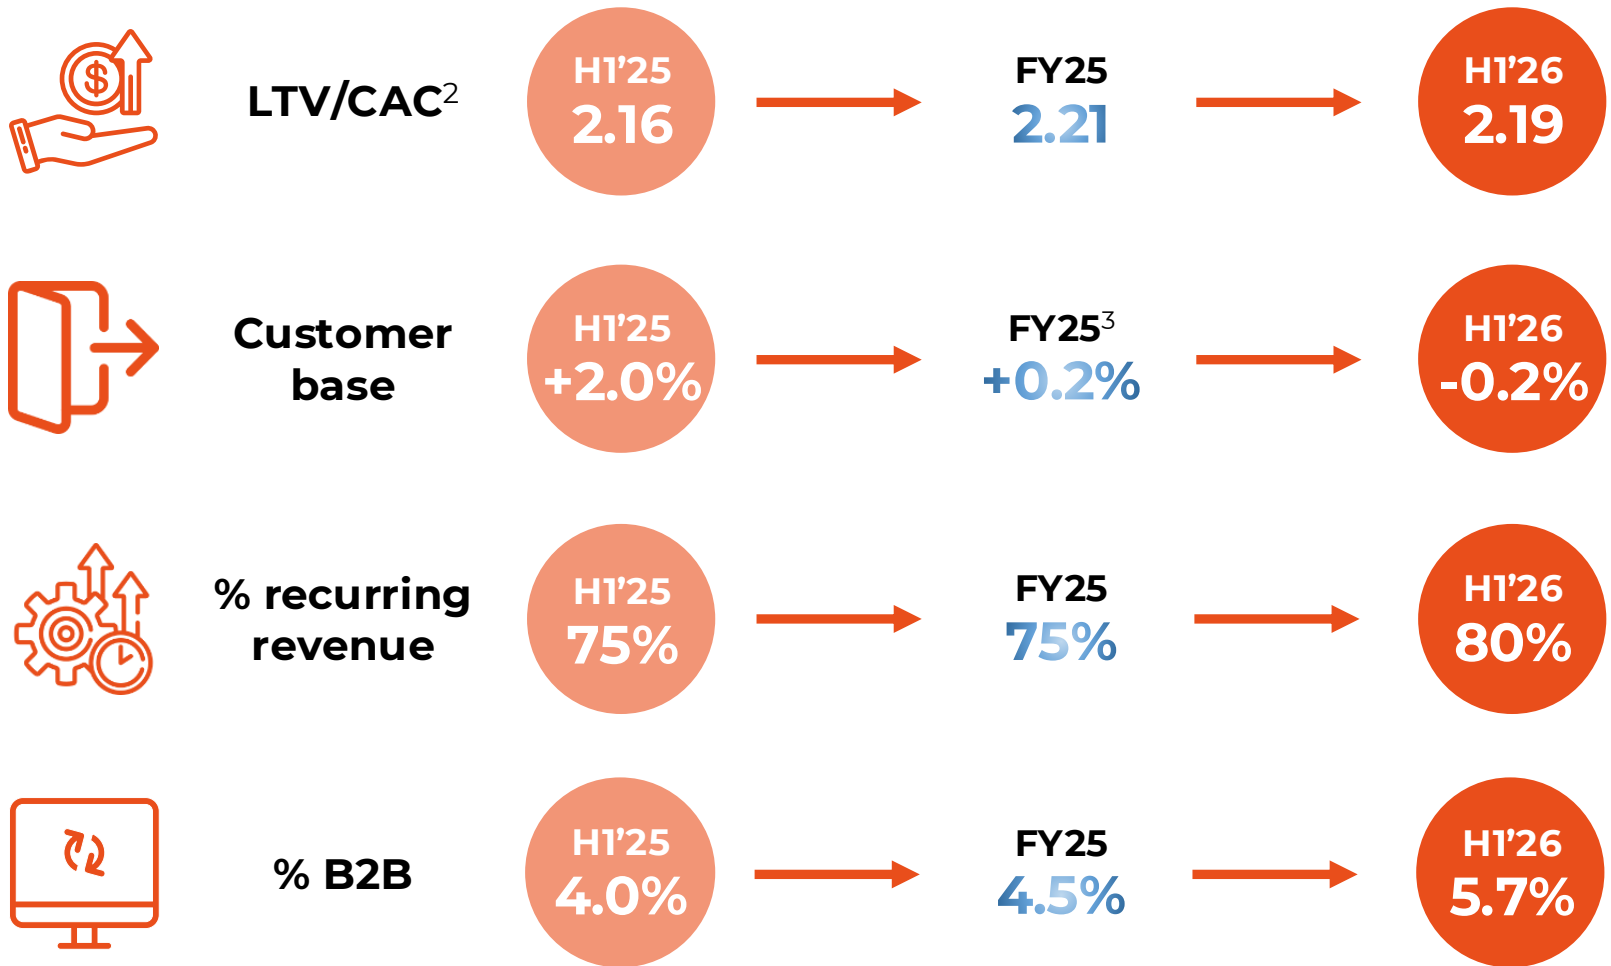 LTV/CAC²
H1’25
2.16
FY25
2.21
H1’26
2.19
Customer
base
H1’25
+2.0%
FY25³
+0.2%
H1’26
-0.2%
% recurring
revenue
H1’25
75%
FY25
75%
H1’26
80%
% B2B
H1’25
4.0%
FY25
4.5%
H1’26
5.7%